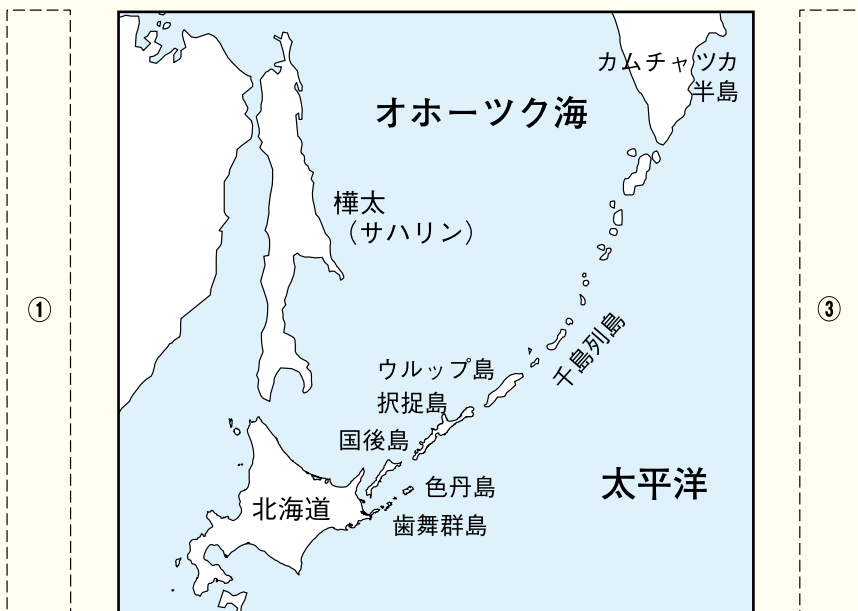 カムチャツカ
半島
オホーツク海
樺太
（サハリン）
①
③
千島列島
ウルップ島
択捉島
国後島
色丹島
太平洋
北海道
歯舞群島